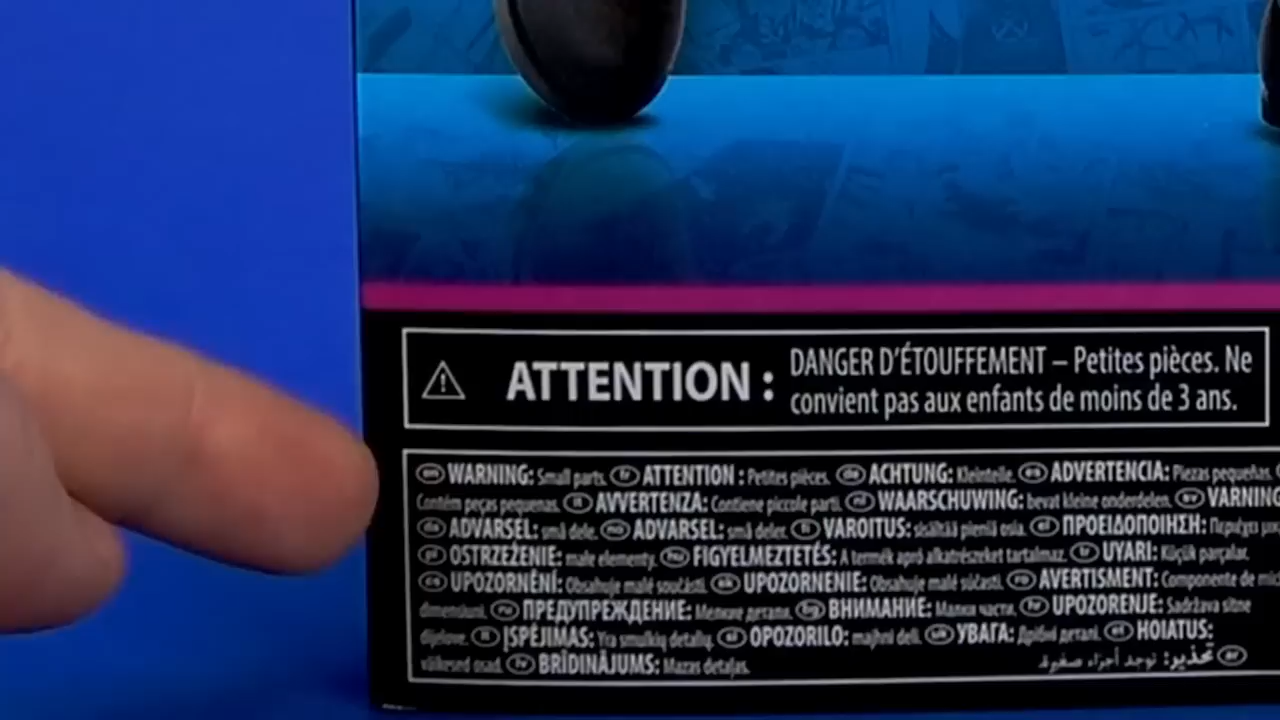 ATTENTION : DANGER D'ÉTOUFFEMENT – Petites pièces. Ne
convient pas aux enfants de moins de 3 ans.
WARNING: Small parts. ATTENTION : Petites pièces. ACHTUNG: Kleinteile. ADVERTENCIA: Piezas pequeñas.
Contém peças pequenas. AVVERTENZA: Contiene piccole parti. WAARSCHUWING: bevat kleine onderdelen. VARNING
ADVARSEL: små dele. ADVARSEL: små deler. VAROITUS: sisältää pieniä osia. ΠΡΟΕΙΔΟΠΟΙΗΣΗ: Περιέχει
OSTRZEŻENIE: małe elementy. FIGYELMEZTETÉS: A termék apró alkatrészeket tartalmaz. UYARI: Küçük parçalar.
UPOZORNĚNÍ: Obsahuje malé součásti. UPOZORNENIE: Obsahuje malé súčasti. AVERTISMENT: Componente de mici
dimensiuni. ПРЕДУПРЕЖДЕНИЕ: Мелкие детали. ВНИМАНИЕ: Малки части. UPOZORENJE: Sadržava sitne
dijelove. ĮSPĖJIMAS: Yra smulkių detalių. OPOZORILO: majhni deli. УВАГА: Дрібні деталі. HOIATUS:
väikesed osad. BRĪDINĀJUMS: Mazas detaļas. تحذير: توجد أجزاء صغيرة